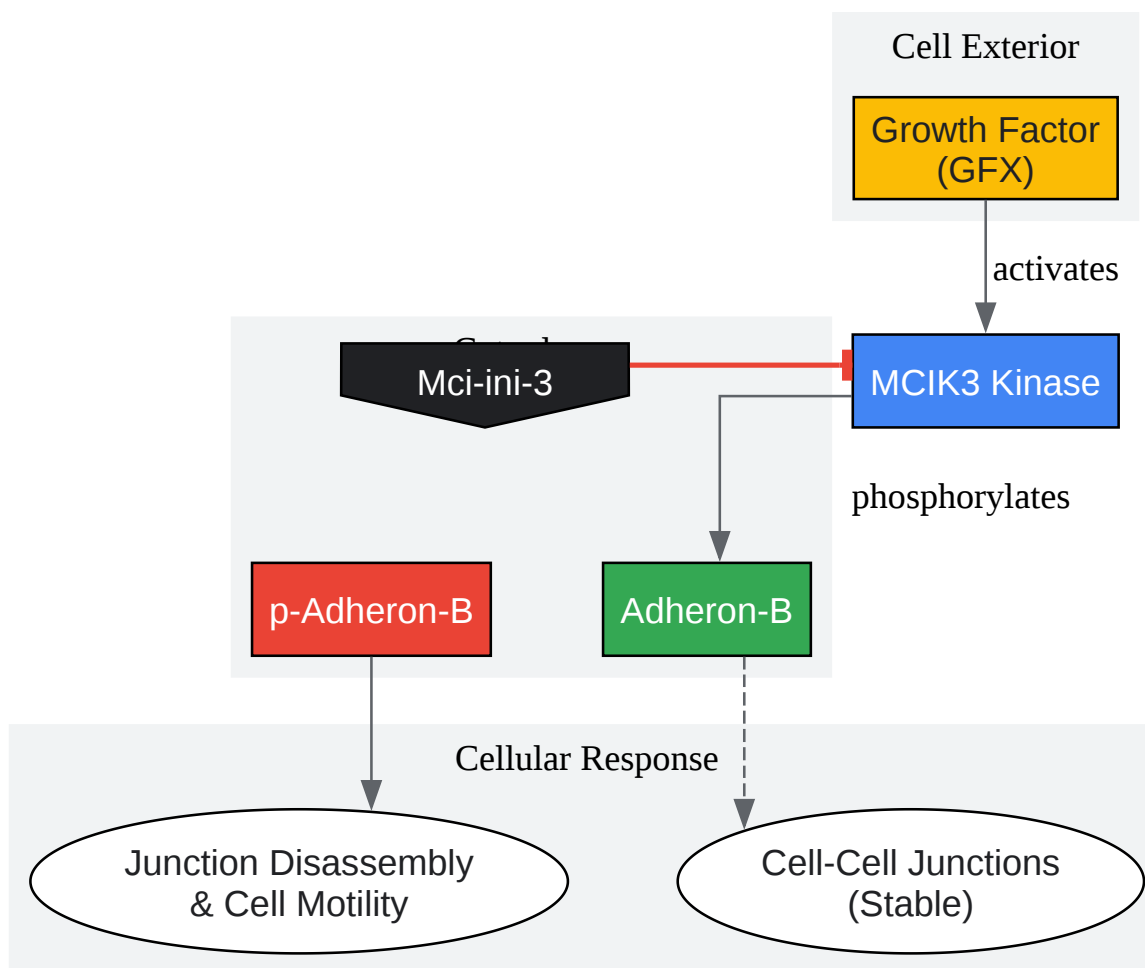 Cell Exterior
Growth Factor
(GFX)
activates
Mci-ini-3
MCIK3 Kinase
phosphorylates
p-Adheron-B
Adheron-B
Cellular Response
Junction Disassembly
& Cell Motility
Cell-Cell Junctions
(Stable)